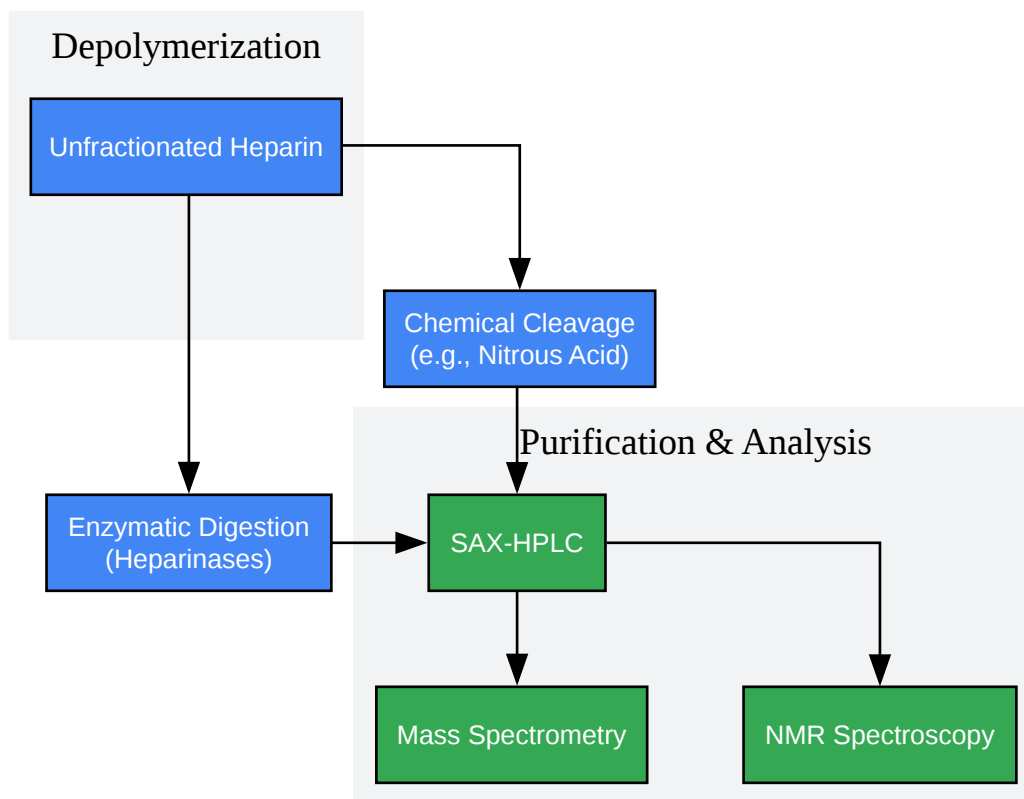 Depolymerization
Unfractionated Heparin
Chemical Cleavage
(e.g., Nitrous Acid)
Purification & Analysis
Enzymatic Digestion
(Heparinases)
SAX-HPLC
Mass Spectrometry
NMR Spectroscopy